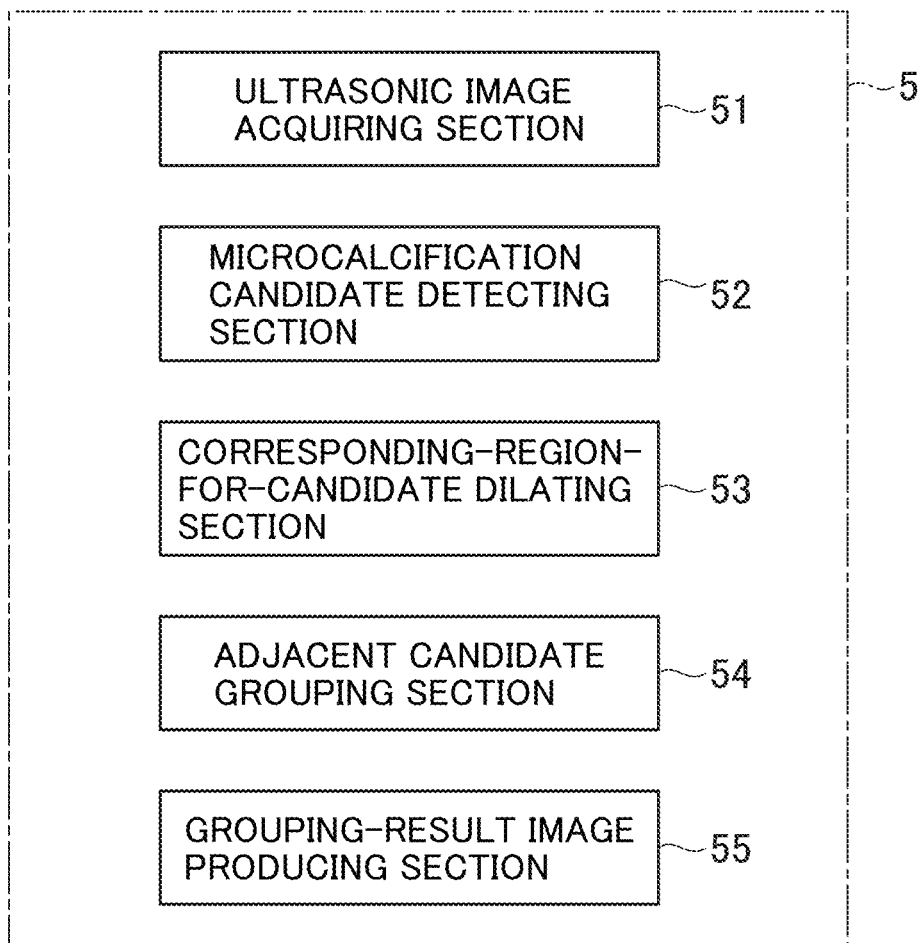 5
ULTRASONIC IMAGE
ACQUIRING SECTION
51
MICROCALCIFICATION
CANDIDATE DETECTING
SECTION
52
CORRESPONDING-REGION-
FOR-CANDIDATE DILATING
SECTION
53
ADJACENT CANDIDATE
GROUPING SECTION
54
GROUPING-RESULT IMAGE
PRODUCING SECTION
55